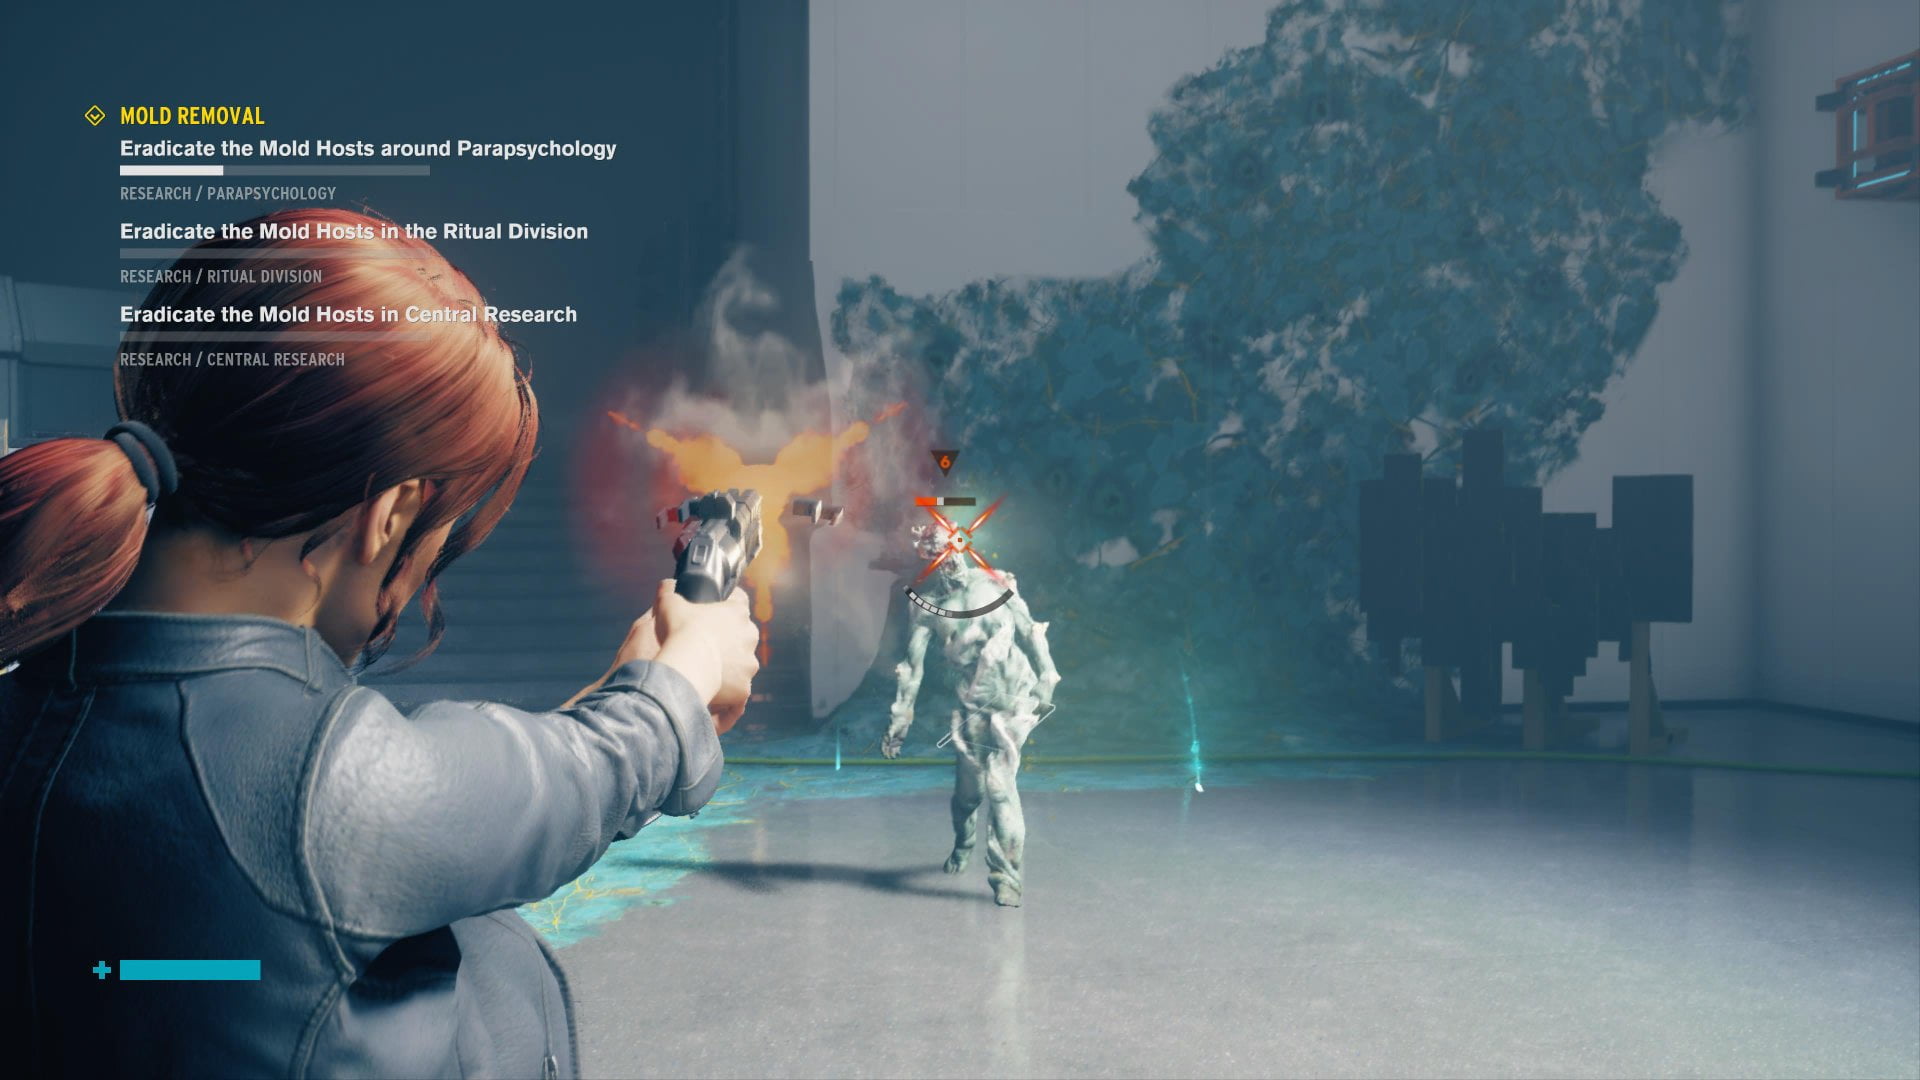 MOLD REMOVAL
Eradicate the Mold Hosts around Parapsychology
RESEARCH / PARAPSYCHOLOGY
Eradicate the Mold Hosts in the Ritual Division
RESEARCH / RITUAL DIVISION
Eradicate the Mold Hosts in Central Research
RESEARCH / CENTRAL RESEARCH
6